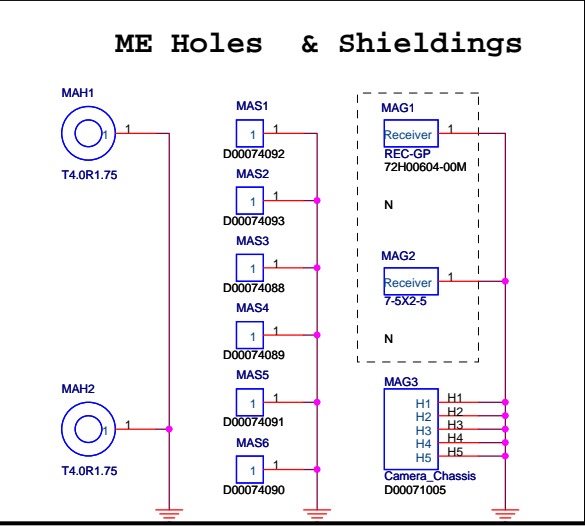 ME Holes & Shieldings
MAH1
1
1
T4.0R1.75
MAH2
1
1
T4.0R1.75
MAS1
1
1
D00074092
MAS2
1
1
D00074093
MAS3
1
1
D00074088
MAS4
1
1
D00074089
MAS5
1
1
D00074091
MAS6
1
1
D00074090
MAG1
Receiver
1
REC-GP
72H00604-00M
N
MAG2
Receiver
1
7-5X2-5
N
MAG3
H1 H1
H2 H2
H3 H3
H4 H4
H5 H5
Camera_Chassis
D00071005